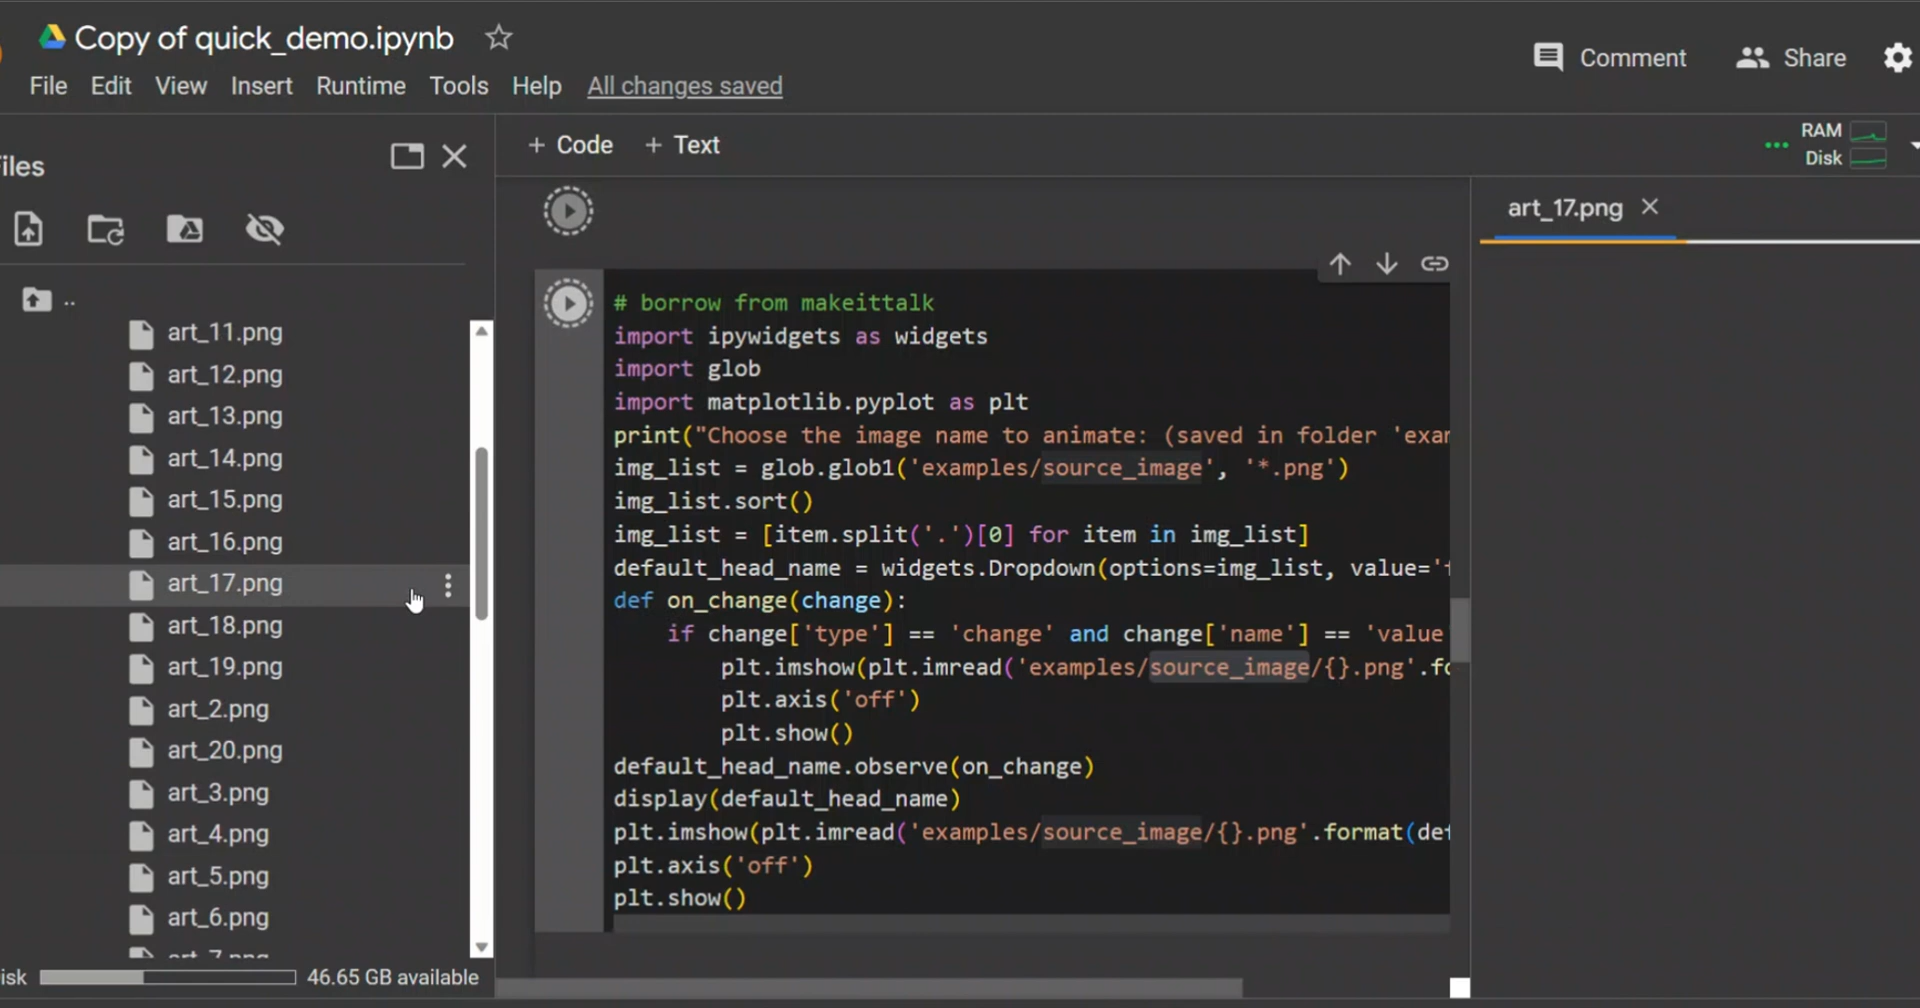 Copy of quick_demo.ipynb
File Edit View Insert Runtime Tools Help All changes saved
Comment Share
iles
+ Code + Text
RAM
Disk
art_17.png
..
art_11.png
art_12.png
art_13.png
art_14.png
art_15.png
art_16.png
art_17.png
art_18.png
art_19.png
art_2.png
art_20.png
art_3.png
art_4.png
art_5.png
art_6.png
isk 46.65 GB available
# borrow from makeittalk
import ipywidgets as widgets
import glob
import matplotlib.pyplot as plt
print("Choose the image name to animate: (saved in folder 'exam
img_list = glob.glob1('examples/source_image', '*.png')
img_list.sort()
img_list = [item.split('.')[0] for item in img_list]
default_head_name = widgets.Dropdown(options=img_list, value='f
def on_change(change):
    if change['type'] == 'change' and change['name'] == 'value
        plt.imshow(plt.imread('examples/source_image/{}.png'.fo
        plt.axis('off')
        plt.show()
default_head_name.observe(on_change)
display(default_head_name)
plt.imshow(plt.imread('examples/source_image/{}.png'.format(def
plt.axis('off')
plt.show()